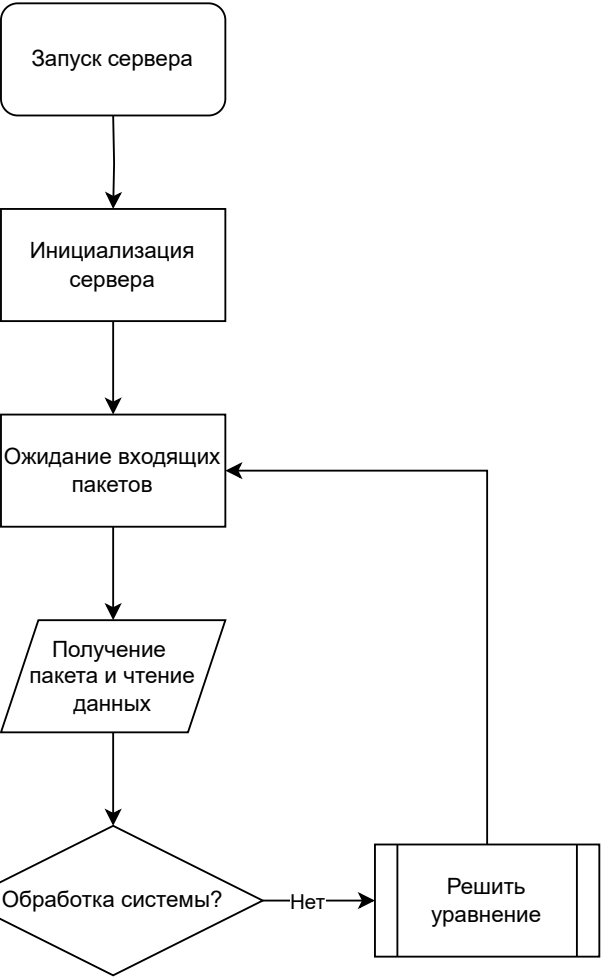 Запуск сервера
Инициализация
сервера
Ожидание входящих
пакетов
Получение
пакета и чтение
данных
Обработка системы?
Нет
Решить
уравнение